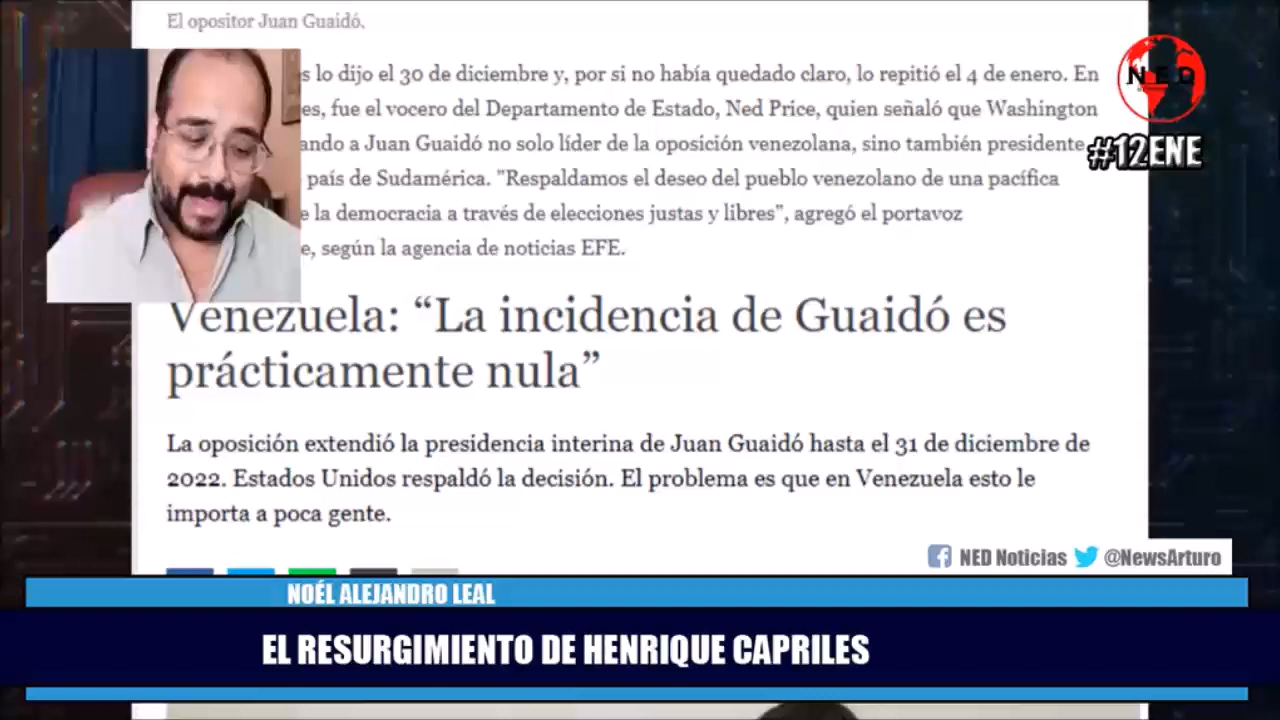 El opositor Juan Guaidó.
s lo dijo el 30 de diciembre y, por si no había quedado claro, lo repitió el 4 de enero. En
es, fue el vocero del Departamento de Estado, Ned Price, quien señaló que Washington
ando a Juan Guaidó no solo líder de la oposición venezolana, sino también presidente
país de Sudamérica. "Respaldamos el deseo del pueblo venezolano de una pacífica
e la democracia a través de elecciones justas y libres", agregó el portavoz
e, según la agencia de noticias EFE.
NED
#12ENE
Venezuela: “La incidencia de Guaidó es
prácticamente nula”
La oposición extendió la presidencia interina de Juan Guaidó hasta el 31 de diciembre de
2022. Estados Unidos respaldó la decisión. El problema es que en Venezuela esto le
importa a poca gente.
NED Noticias @NewsArturo
NOÉL ALEJANDRO LEAL
EL RESURGIMIENTO DE HENRIQUE CAPRILES